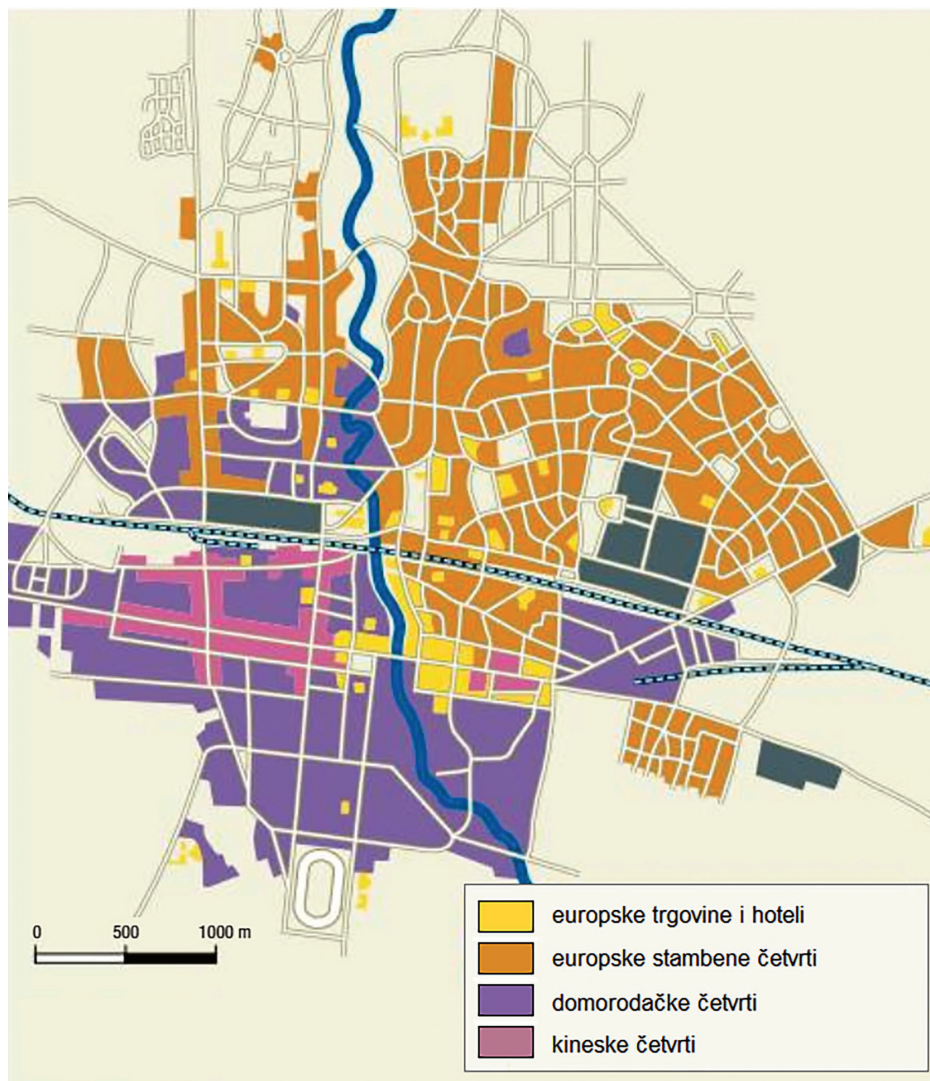 0 500 1000 m
europske trgovine i hoteli
europske stambene četvrti
domorodačke četvrti
kineske četvrti